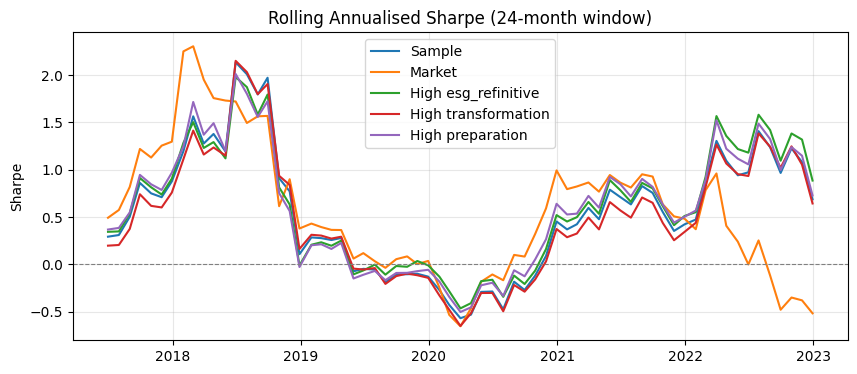 Rolling Annualised Sharpe (24-month window)
Sharpe
2.0
1.5
1.0
0.5
0.0
−0.5
Sample
Market
High esg_refinitive
High transformation
High preparation
2018
2019
2020
2021
2022
2023